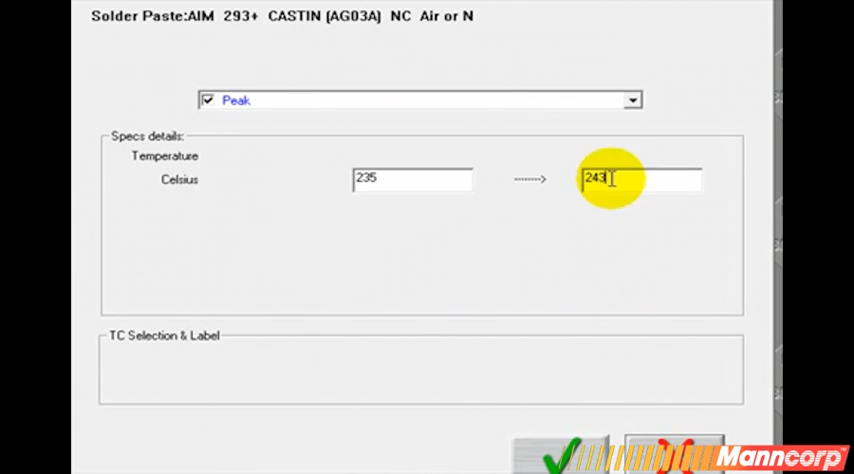 Solder Paste:AIM 293+ CASTIN (AG03A) NC Air or N
Peak
Specs details:
Temperature
Celsius 235 -------> 243
TC Selection & Label
Manncorp™